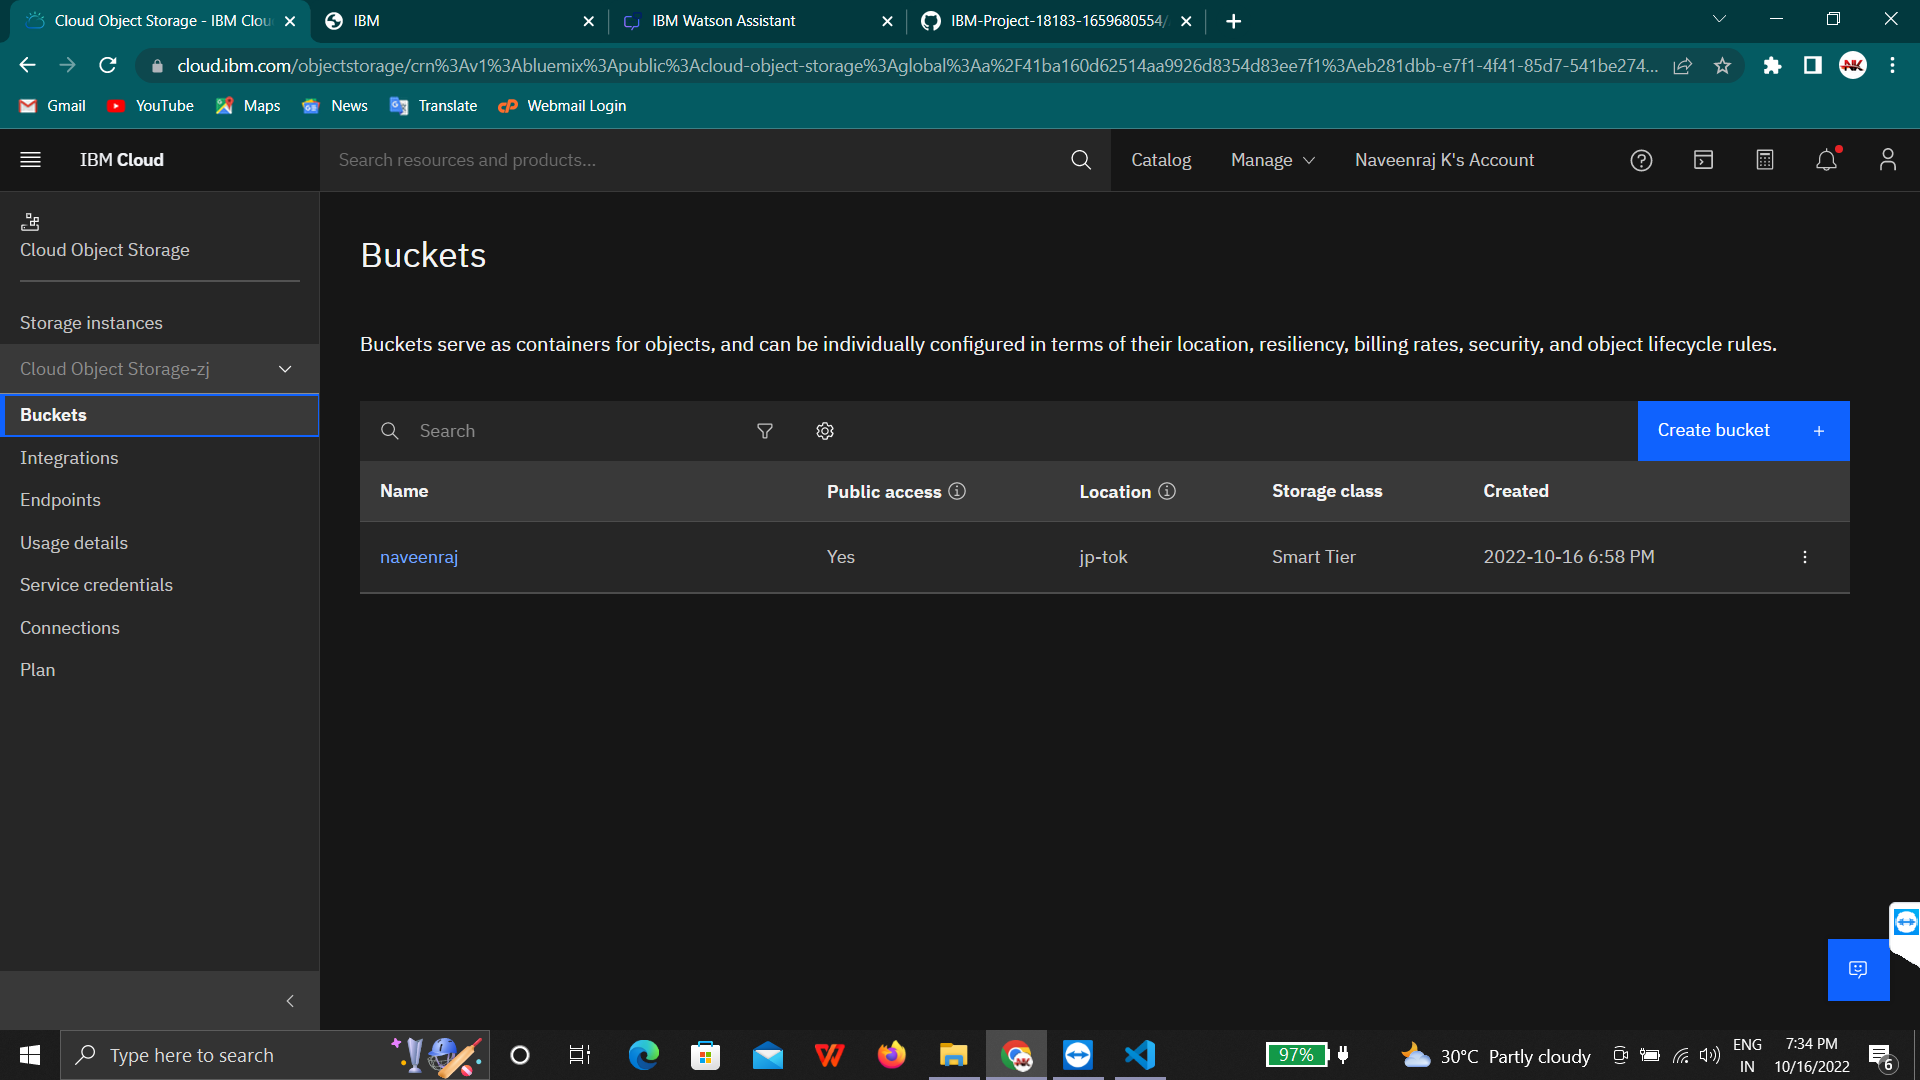 Cloud Object Storage - IBM Clou
IBM
IBM Watson Assistant
IBM-Project-18183-1659680554/
cloud.ibm.com/objectstorage/crn%3Av1%3Abluemix%3Apublic%3Acloud-object-storage%3Aglobal%3Aa%2F41ba160d62514aa9926d8354d83ee7f1%3Aeb281dbb-e7f1-4f41-85d7-541be274...
NK
Gmail
YouTube
Maps
News
Translate
Webmail Login
IBM Cloud
Search resources and products...
Catalog
Manage
Naveenraj K's Account
Cloud Object Storage
Storage instances
Cloud Object Storage-zj
Buckets
Integrations
Endpoints
Usage details
Service credentials
Connections
Plan
Buckets
Buckets serve as containers for objects, and can be individually configured in terms of their location, resiliency, billing rates, security, and object lifecycle rules.
Search
Create bucket +
Name Public access Location Storage class Created
naveenraj Yes jp-tok Smart Tier 2022-10-16 6:58 PM
Type here to search
97%
30°C Partly cloudy
ENG
IN
7:34 PM
10/16/2022
6